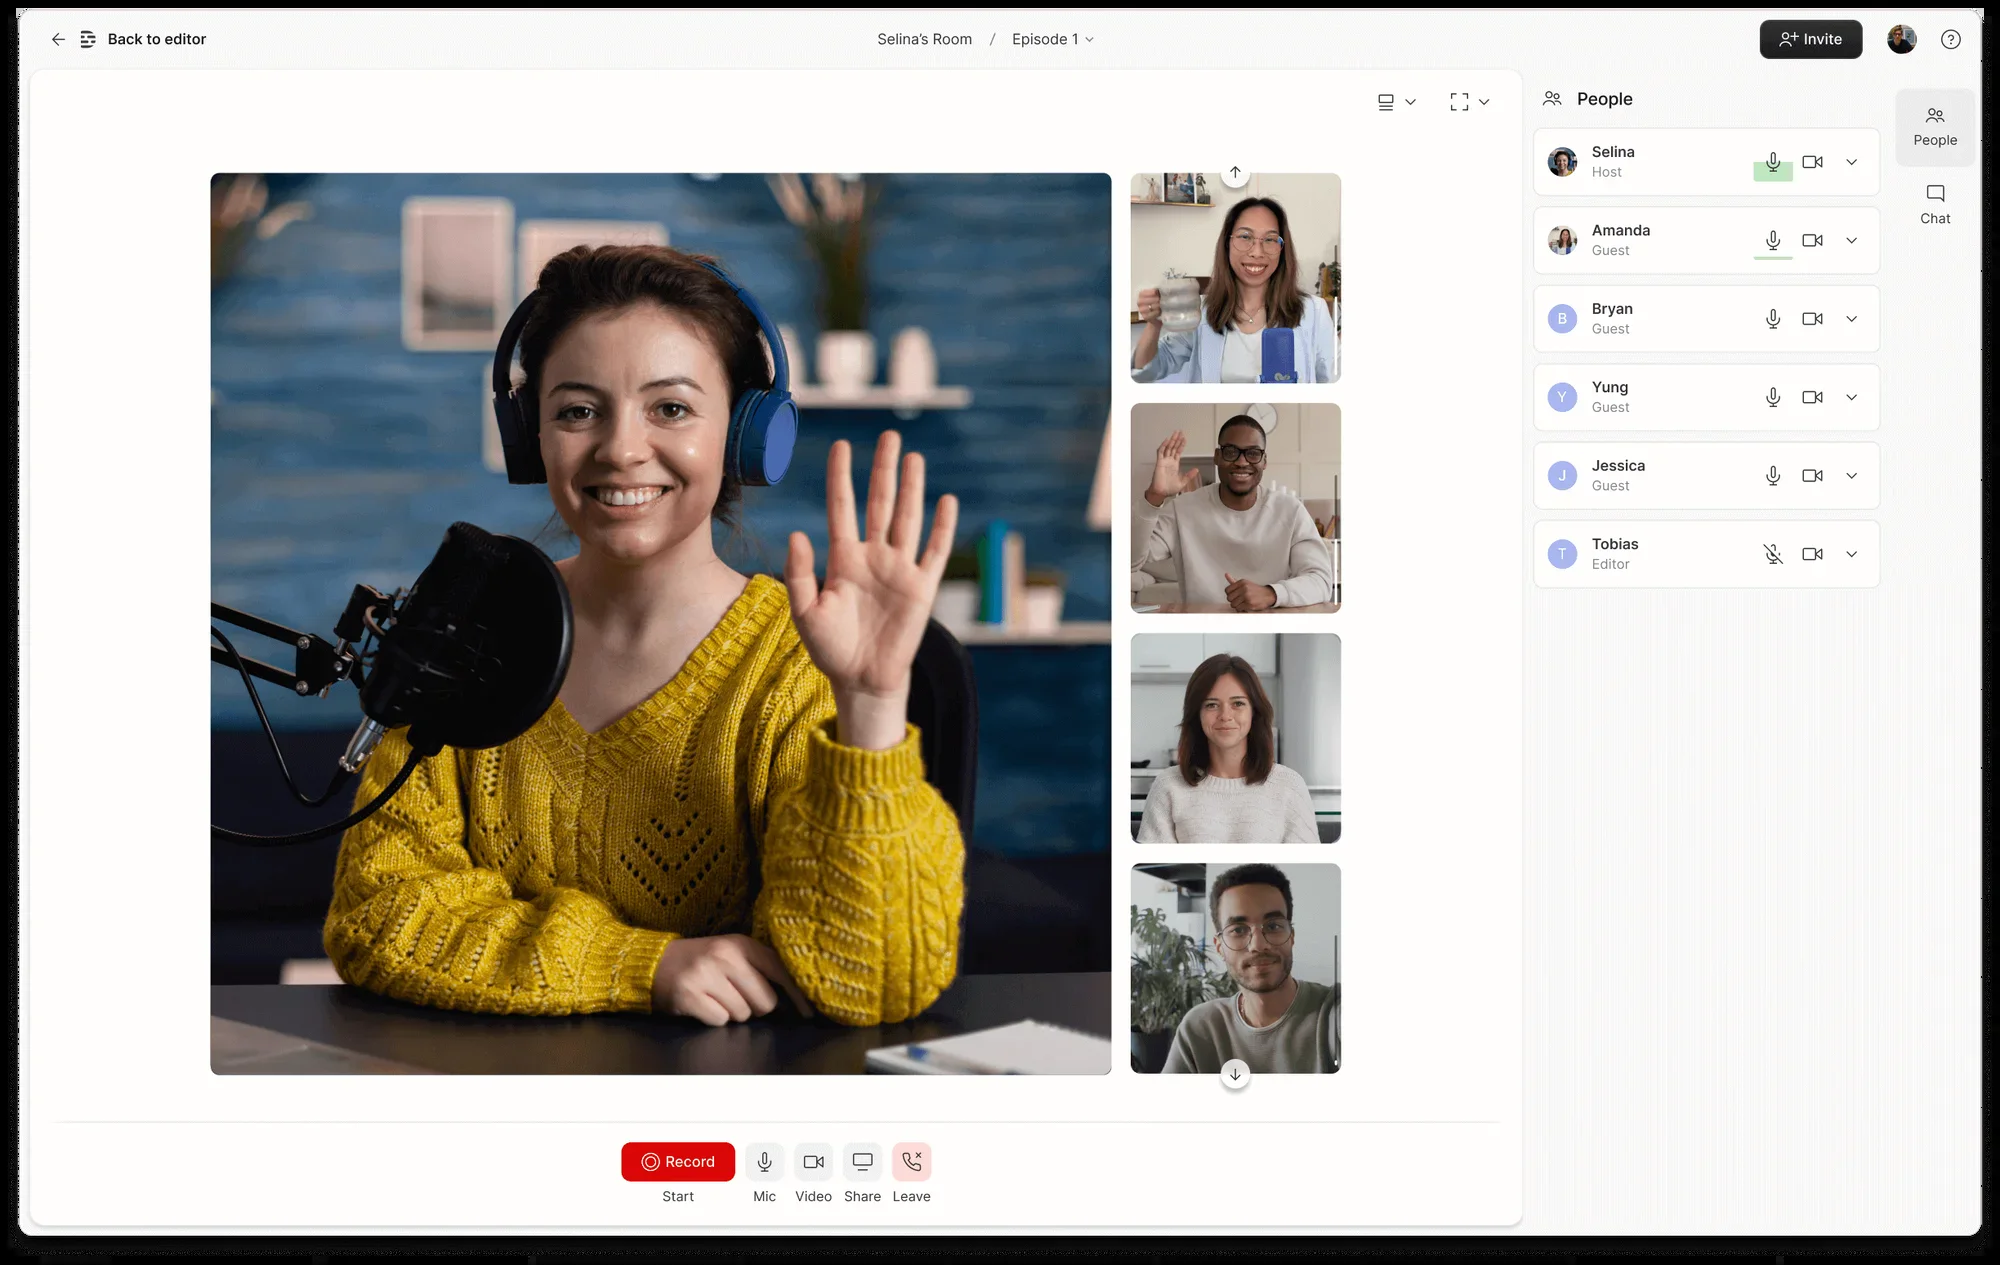 Back to editor
Selina's Room / Episode 1
Invite
People
Selina
Host
Amanda
Guest
B
Bryan
Guest
Y
Yung
Guest
J
Jessica
Guest
T
Tobias
Editor
People
Chat
Record
Start
Mic
Video
Share
Leave